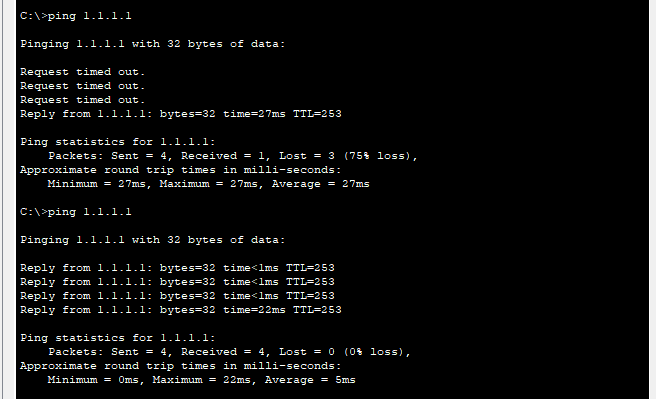 C:\>ping 1.1.1.1
Pinging 1.1.1.1 with 32 bytes of data:
Request timed out.
Request timed out.
Request timed out.
Reply from 1.1.1.1: bytes=32 time=27ms TTL=253
Ping statistics for 1.1.1.1:
Packets: Sent = 4, Received = 1, Lost = 3 (75% loss),
Approximate round trip times in milli-seconds:
Minimum = 27ms, Maximum = 27ms, Average = 27ms
C:\>ping 1.1.1.1
Pinging 1.1.1.1 with 32 bytes of data:
Reply from 1.1.1.1: bytes=32 time<1ms TTL=253
Reply from 1.1.1.1: bytes=32 time<1ms TTL=253
Reply from 1.1.1.1: bytes=32 time<1ms TTL=253
Reply from 1.1.1.1: bytes=32 time=22ms TTL=253
Ping statistics for 1.1.1.1:
Packets: Sent = 4, Received = 4, Lost = 0 (0% loss),
Approximate round trip times in milli-seconds:
Minimum = 0ms, Maximum = 22ms, Average = 5ms